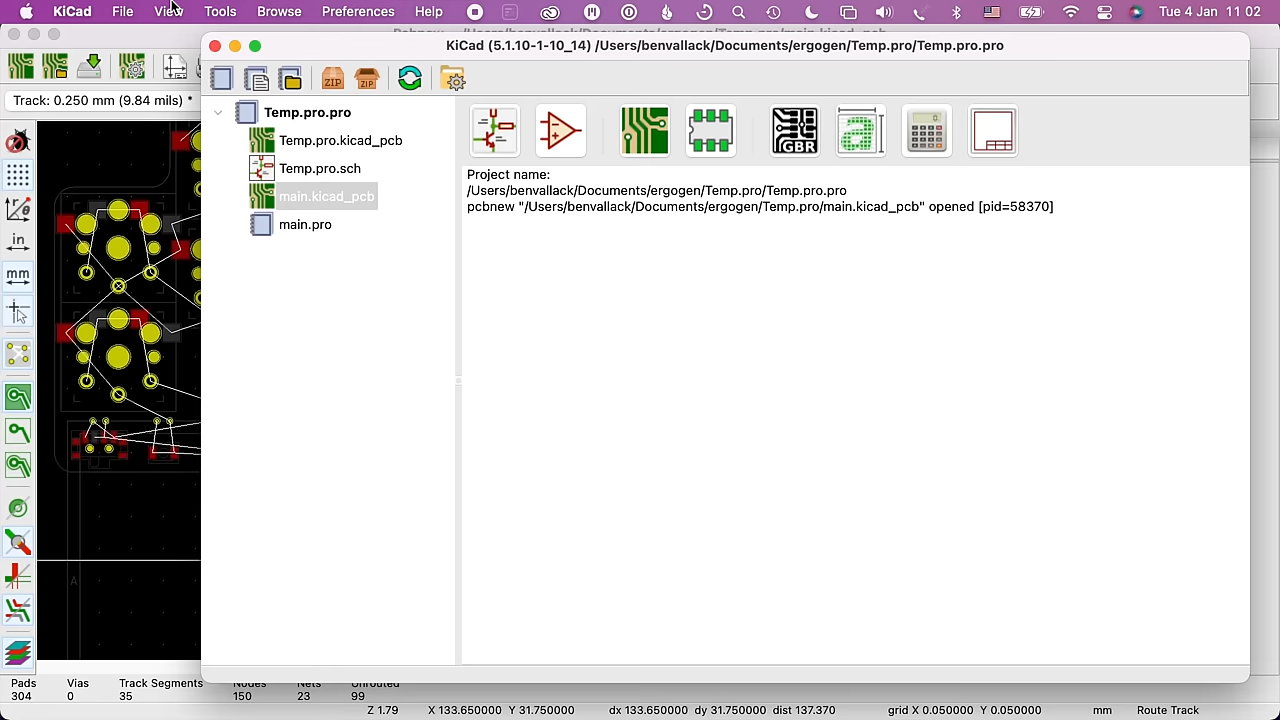 KiCad File View Tools Browse Preferences Help Tue 4 Jan 11 02
KiCad (5.1.10-1-10_14) /Users/benvallack/Documents/ergogen/Temp.pro/Temp.pro.pro
Track: 0.250 mm (9.84 mils) *
ZIP
ZIP
in
mm
Temp.pro.pro
Temp.pro.kicad_pcb
Temp.pro.sch
main.kicad_pcb
main.pro
GBR
a
Project name:
/Users/benvallack/Documents/ergogen/Temp.pro/Temp.pro.pro
pcbnew "/Users/benvallack/Documents/ergogen/Temp.pro/main.kicad_pcb" opened [pid=58370]
A
Pads Vias Track Segments Nodes Nets Unrouted
304 0 35 150 23 99
Z 1.79 X 133.650000 Y 31.750000 dx 133.650000 dy 31.750000 dist 137.370 grid X 0.050000 Y 0.050000 mm Route Track